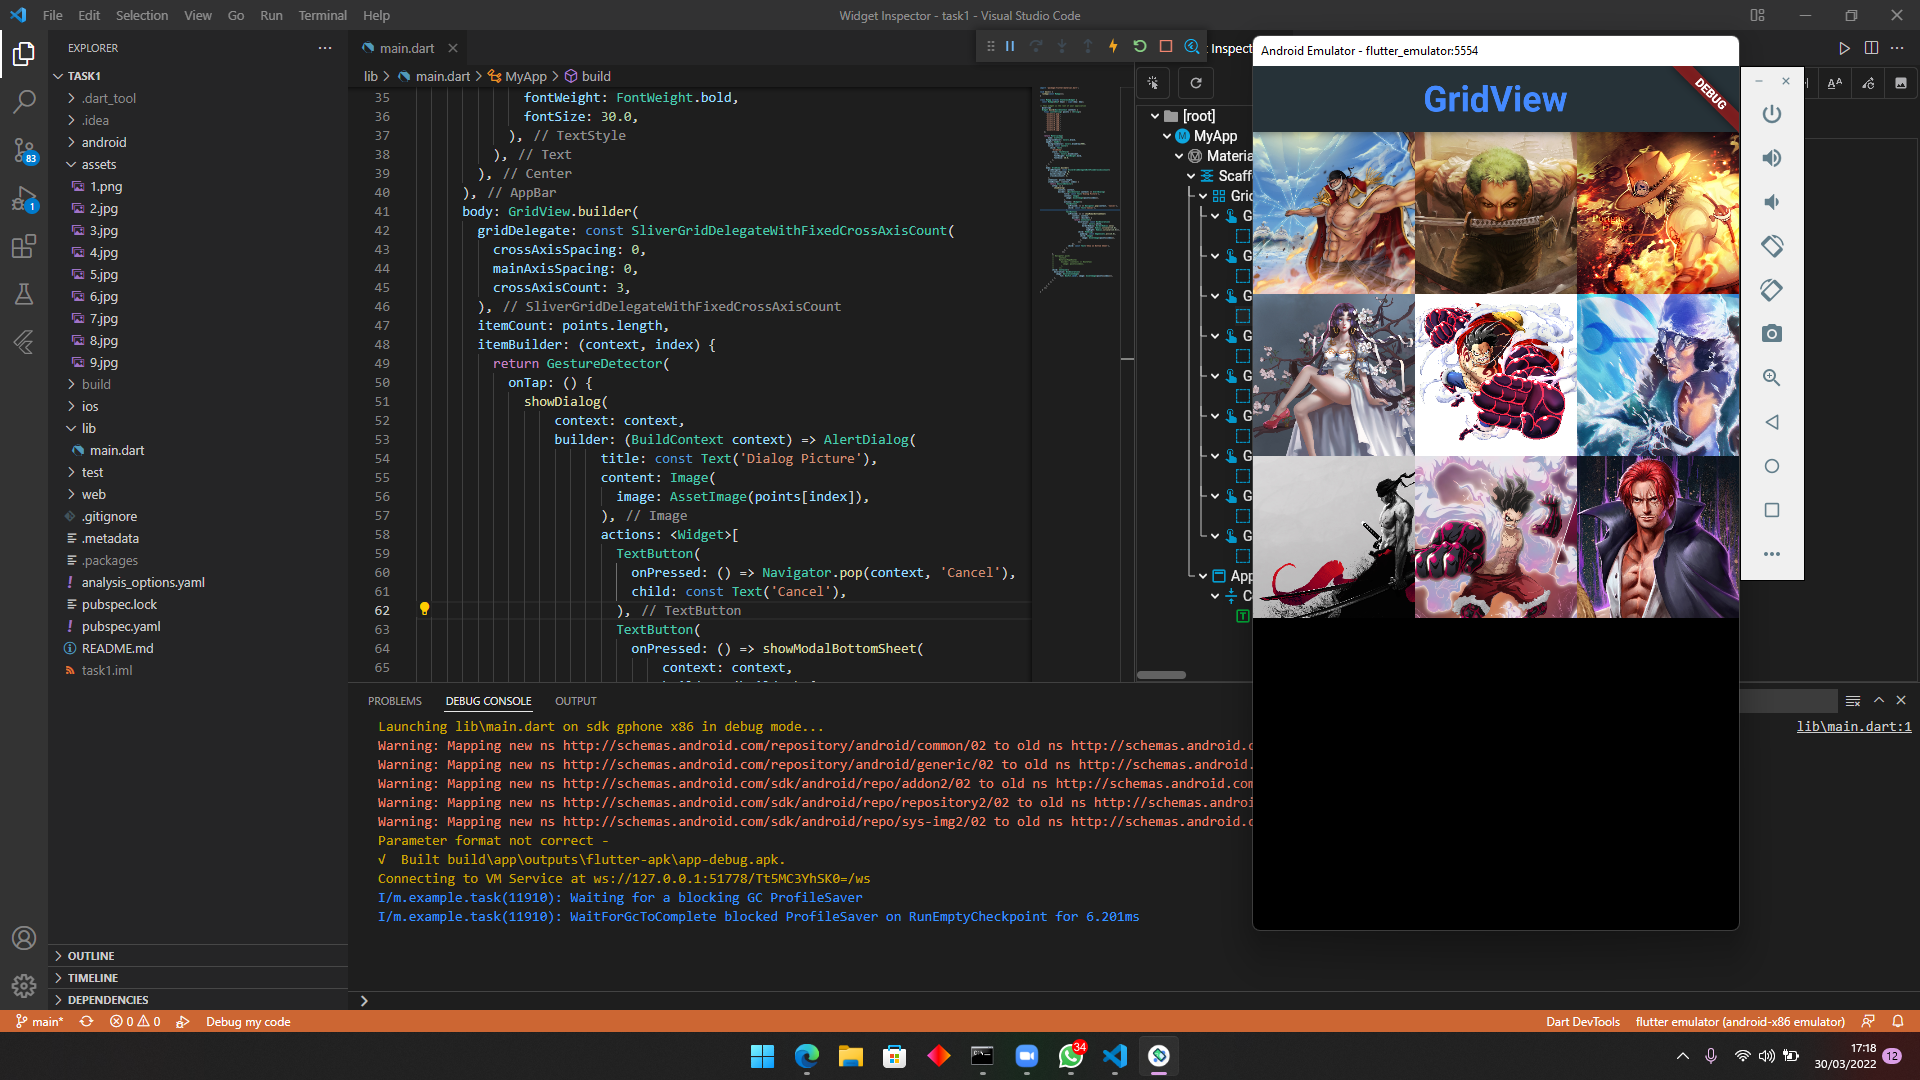 File Edit Selection View Go Run Terminal Help
Widget Inspector - task1 - Visual Studio Code
EXPLORER
TASK1
.dart_tool
.idea
android
assets
1.png
2.jpg
3.jpg
4.jpg
5.jpg
6.jpg
7.jpg
8.jpg
9.jpg
build
ios
lib
main.dart
test
web
.gitignore
.metadata
.packages
analysis_options.yaml
pubspec.lock
pubspec.yaml
README.md
task1.iml
OUTLINE
TIMELINE
DEPENDENCIES
83
1
main.dart
lib > main.dart > MyApp > build
35 fontWeight: FontWeight.bold,
36 fontSize: 30.0,
37 ), // TextStyle
38 ), // Text
39 ), // Center
40 ), // AppBar
41 body: GridView.builder(
42 gridDelegate: const SliverGridDelegateWithFixedCrossAxisCount(
43 crossAxisSpacing: 0,
44 mainAxisSpacing: 0,
45 crossAxisCount: 3,
46 ), // SliverGridDelegateWithFixedCrossAxisCount
47 itemCount: points.length,
48 itemBuilder: (context, index) {
49 return GestureDetector(
50 onTap: () {
51 showDialog(
52 context: context,
53 builder: (BuildContext context) => AlertDialog(
54 title: const Text('Dialog Picture'),
55 content: Image(
56 image: AssetImage(points[index]),
57 ), // Image
58 actions: <Widget>[
59 TextButton(
60 onPressed: () => Navigator.pop(context, 'Cancel'),
61 child: const Text('Cancel'),
62 ), // TextButton
63 TextButton(
64 onPressed: () => showModalBottomSheet(
65 context: context,
[root]
MyApp
Materia
Scaff
Grid
G
G
G
G
G
G
G
G
G
App
C
Android Emulator - flutter_emulator:5554
GridView
DEBUG
PROBLEMS DEBUG CONSOLE OUTPUT
Launching lib\main.dart on sdk gphone x86 in debug mode...
lib\main.dart:1
Warning: Mapping new ns http://schemas.android.com/repository/android/common/02 to old ns http://schemas.android.c
Warning: Mapping new ns http://schemas.android.com/repository/android/generic/02 to old ns http://schemas.android.
Warning: Mapping new ns http://schemas.android.com/sdk/android/repo/addon2/02 to old ns http://schemas.android.com
Warning: Mapping new ns http://schemas.android.com/sdk/android/repo/repository2/02 to old ns http://schemas.androi
Warning: Mapping new ns http://schemas.android.com/sdk/android/repo/sys-img2/02 to old ns http://schemas.android.c
Parameter format not correct -
√ Built build\app\outputs\flutter-apk\app-debug.apk.
Connecting to VM Service at ws://127.0.0.1:51778/Tt5MC3YhSK0=/ws
I/m.example.task(11910): Waiting for a blocking GC ProfileSaver
I/m.example.task(11910): WaitForGcToComplete blocked ProfileSaver on RunEmptyCheckpoint for 6.201ms
main* 0 0 Debug my code
Dart DevTools flutter emulator (android-x86 emulator)
34
17:18
30/03/2022
12